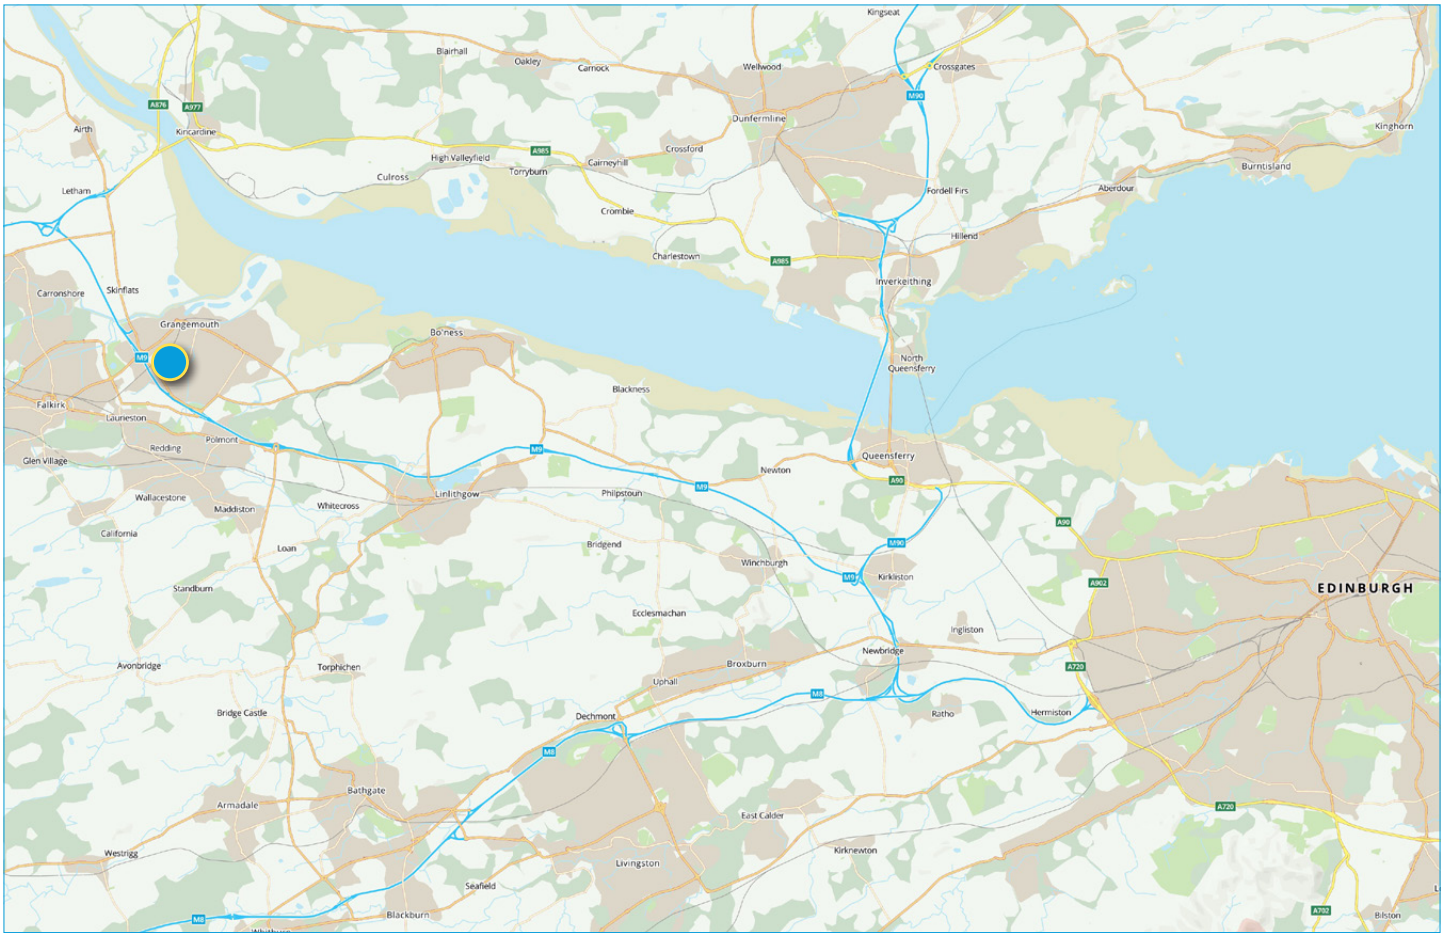 Kingseat
Blairhall
Oakley
Carnock
Wellwood
Crossgates
M90
A876
A977
Dunfermline
Airth
Kincardine
Kinghorn
A985
High Valleyfield
Cairneyhill
Crossford
Torryburn
Burntisland
Culross
Letham
Fordell Firs
Aberdour
Crombie
Hillend
Charlestown
A985
Inverkeithing
Carronshore
Skinflats
Grangemouth
Bo'ness
M9
North
Queensferry
Blackness
Falkirk
Laurieston
Polmont
Redding
M9
Queensferry
Glen Village
Newton
A90
M9
Linlithgow
Philpstoun
Wallacestone
Whitecross
Maddiston
A90
California
Loan
Bridgend
M90
Winchburgh
M9
Kirkliston
A902
EDINBURGH
Standburn
Ecclesmachan
Ingliston
Newbridge
Avonbridge
Torphichen
Broxburn
A720
Uphall
M8
Bridge Castle
Dechmont
Ratho
Hermiston
M8
Bathgate
Armadale
A720
East Calder
Westrigg
Kirknewton
Livingston
Seafield
A702
Blackburn
Bilston
M8